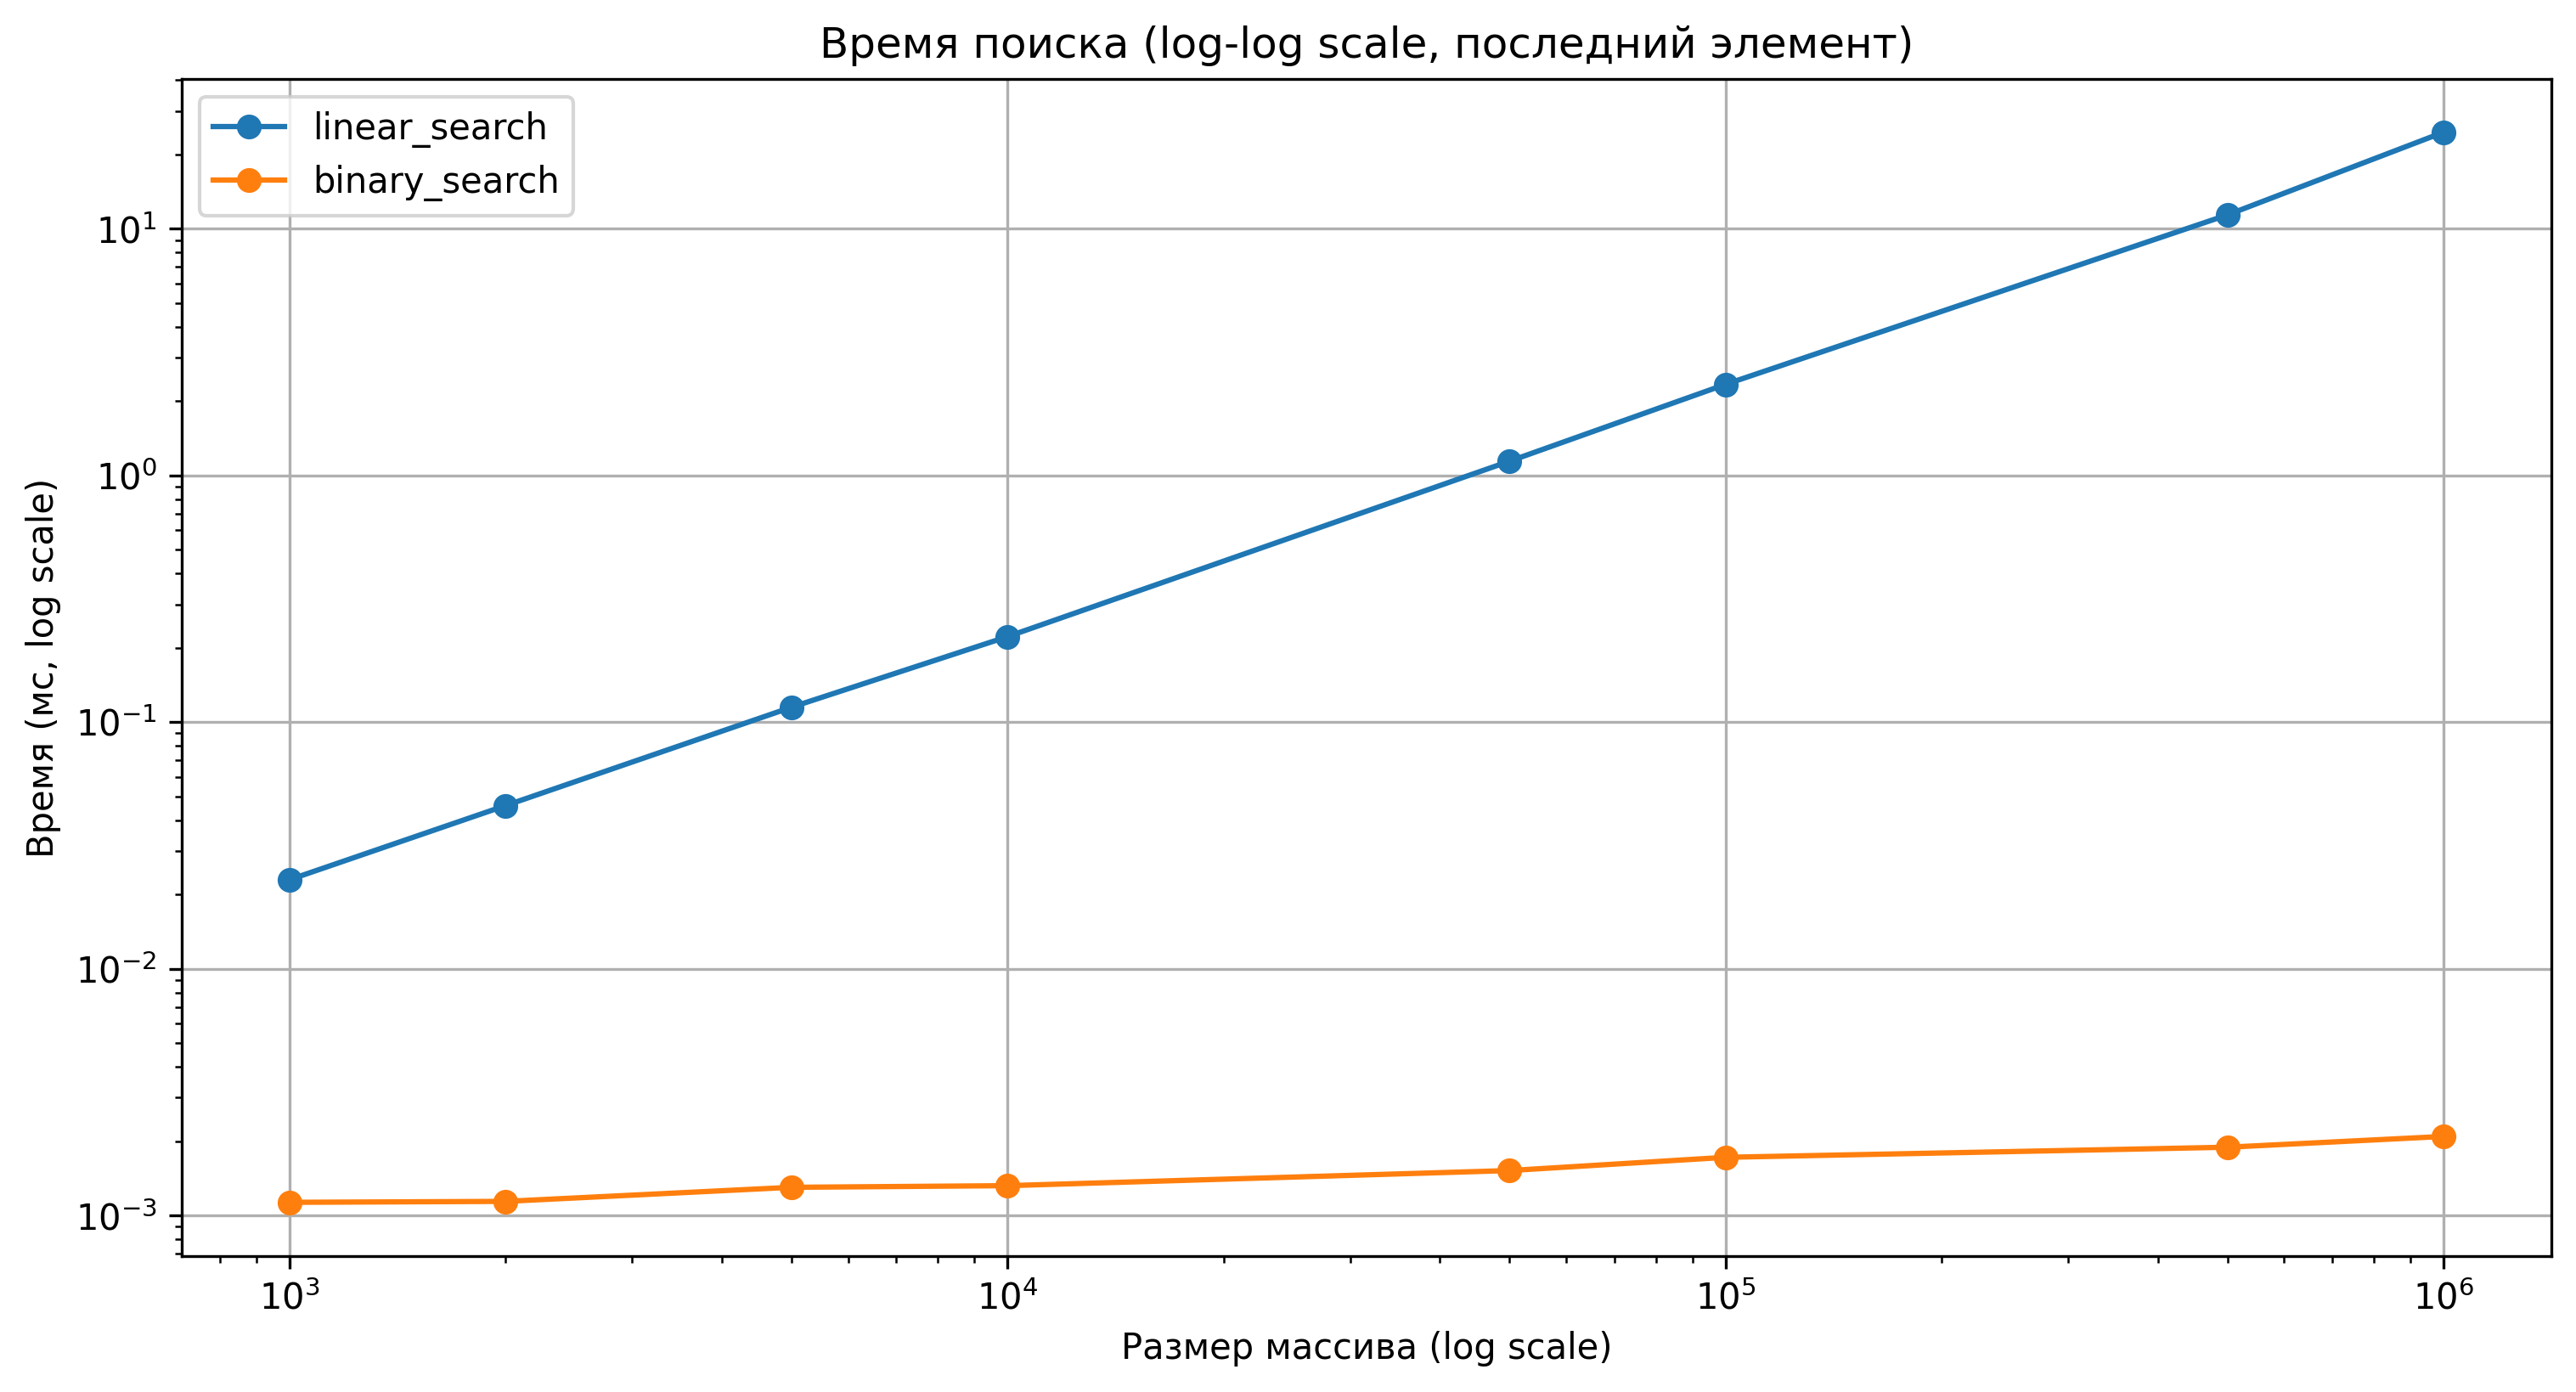 Время поиска (log-log scale, последний элемент)
linear_search
binary_search
Время (мс, log scale)
10¹
10⁰
10⁻¹
10⁻²
10⁻³
10³ 10⁴ 10⁵ 10⁶
Размер массива (log scale)